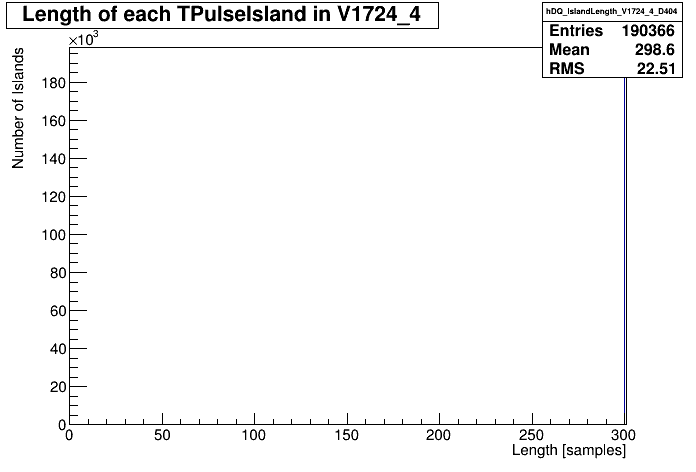 Length of each TPulseIsland in V1724_4
hDQ_IslandLength_V1724_4_D404
Entries 190366
Mean 298.6
RMS 22.51
×10³
Number of Islands
180
160
140
120
100
80
60
40
20
0
0 50 100 150 200 250 300
Length [samples]